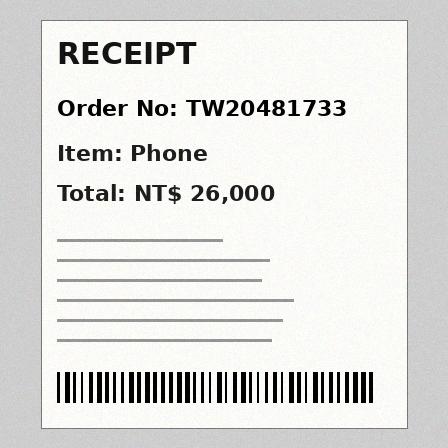 RECEIPT
Order No: TW20481733
Item: Phone
Total: NT$ 26,000